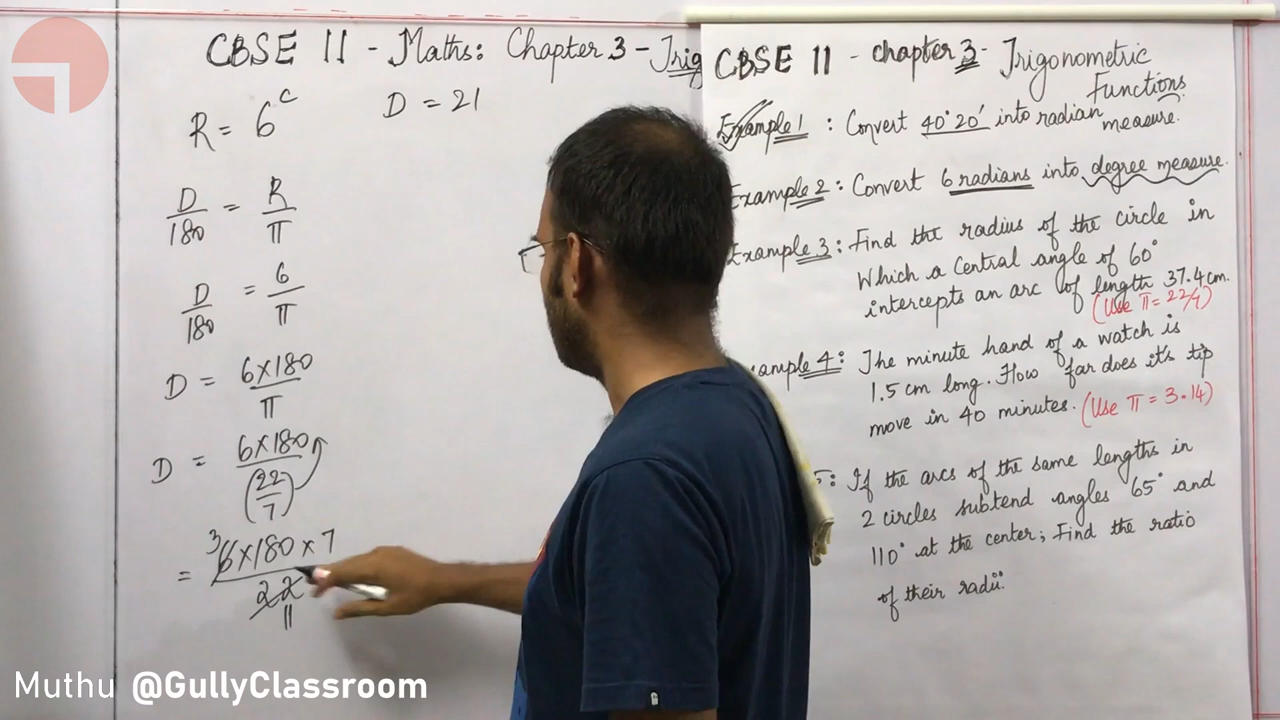 CBSE 11 - Maths: Chapter 3 - Trig
R = 6ᶜ
D = 21
D/180 = R/π
D/180 = 6/π
D = 6×180/π
D = 6×180/(22/7)
= 6×180×7/22
3
11
CBSE 11 - chapter 3 - Trigonometric
Functions
Example 1 : Convert 40° 20' into radian
measure.
Example 2 : Convert 6 radians into degree measure.
Example 3 : Find the radius of the circle in
Which a Central angle of 60°
intercepts an arc of length 37.4 cm.
(Use π = 22/7)
ample 4 : The minute hand of a watch is
1.5 cm long. How far does it's tip
move in 40 minutes. (Use π = 3.14)
5 : If the arcs of the same lengths in
2 circles subtend angles 65° and
110° at the center; Find the ratio
of their radii.
Muthu @GullyClassroom